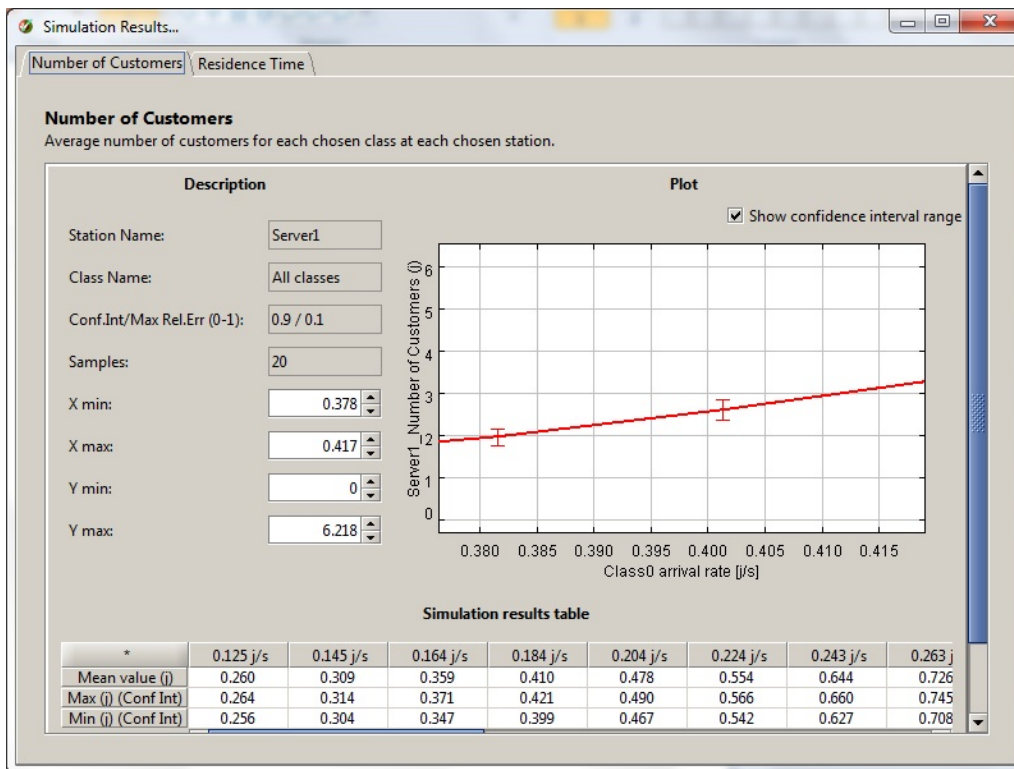 Simulation Results...
Number of Customers Residence Time
Number of Customers
Average number of customers for each chosen class at each chosen station.
Description
Station Name: Server1
Class Name: All classes
Conf.Int/Max Rel.Err (0-1): 0.9 / 0.1
Samples: 20
X min: 0.378
X max: 0.417
Y min: 0
Y max: 6.218
Plot
Show confidence interval range
Server1_Number of Customers (j)
6
5
4
3
2
1
0
0.380 0.385 0.390 0.395 0.400 0.405 0.410 0.415
Class0 arrival rate [j/s]
Simulation results table
* 0.125 j/s 0.145 j/s 0.164 j/s 0.184 j/s 0.204 j/s 0.224 j/s 0.243 j/s 0.263 j
Mean value (j) 0.260 0.309 0.359 0.410 0.478 0.554 0.644 0.726
Max (j) (Conf Int) 0.264 0.314 0.371 0.421 0.490 0.566 0.660 0.745
Min (j) (Conf Int) 0.256 0.304 0.347 0.399 0.467 0.542 0.627 0.708